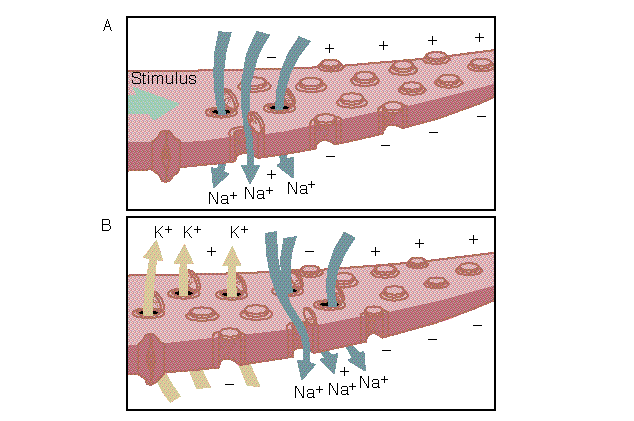 A
− + + + +
Stimulus
− − − −
+
Na+ Na+ Na+
B
K+ K+ K+
+ − + + +
− − −
− +
Na+ Na+ Na+